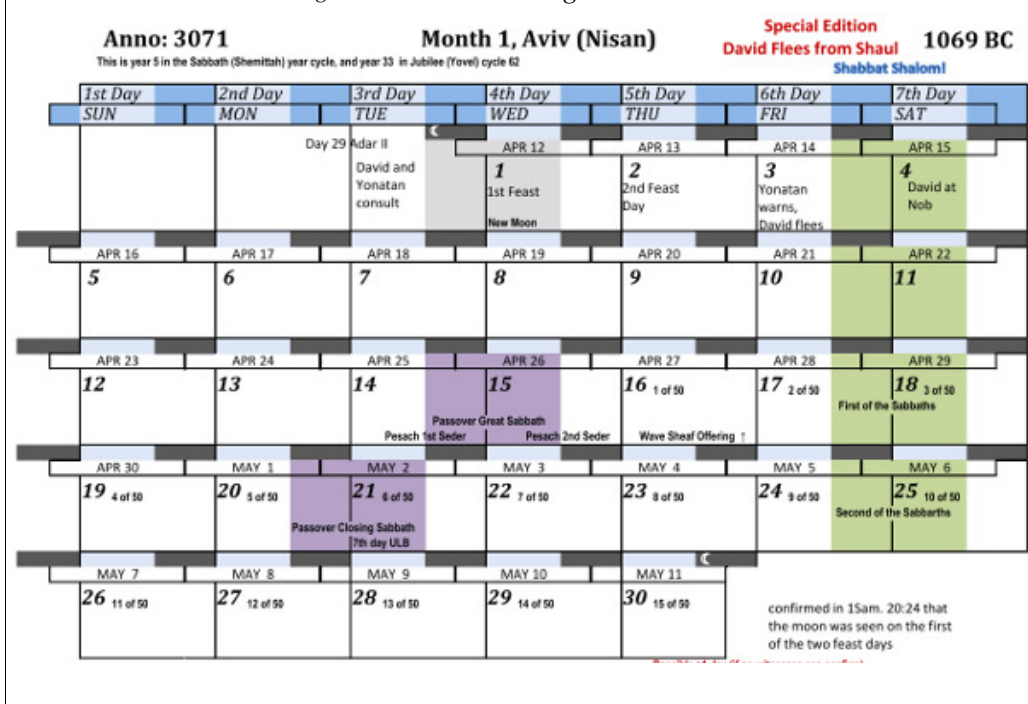 Special Edition
Anno: 3071 Month 1, Aviv (Nisan) David Flees from Shaul 1069 BC
This is year 5 in the Sabbath (Shemittah) year cycle, and year 33 in Jubilee (Yovel) cycle 62
Shabbat Shalom!
1st Day 2nd Day 3rd Day 4th Day 5th Day 6th Day 7th Day
SUN MON TUE WED THU FRI SAT
Day 29 Adar II
APR 12 APR 13 APR 14 APR 15
David and
Yonatan
consult
1 2 3 4
1st Feast
New Moon
2nd Feast
Day
Yonatan
warns,
David flees
David at
Nob
APR 16 APR 17 APR 18 APR 19 APR 20 APR 21 APR 22
5 6 7 8 9 10 11
APR 23 APR 24 APR 25 APR 26 APR 27 APR 28 APR 29
12 13 14 15 16 1 of 50 17 2 of 50 18 3 of 50
First of the Sabbaths
Passover Great Sabbath
Pesach 1st Seder Pesach 2nd Seder Wave Sheaf Offering ↑
APR 30 MAY 1 MAY 2 MAY 3 MAY 4 MAY 5 MAY 6
19 4 of 50 20 5 of 50 21 6 of 50 22 7 of 50 23 8 of 50 24 9 of 50 25 10 of 50
Second of the Sabbarths
Passover Closing Sabbath
7th day ULB
MAY 7 MAY 8 MAY 9 MAY 10 MAY 11
26 11 of 50 27 12 of 50 28 13 of 50 29 14 of 50 30 15 of 50
confirmed in 1Sam. 20:24 that
the moon was seen on the first
of the two feast days